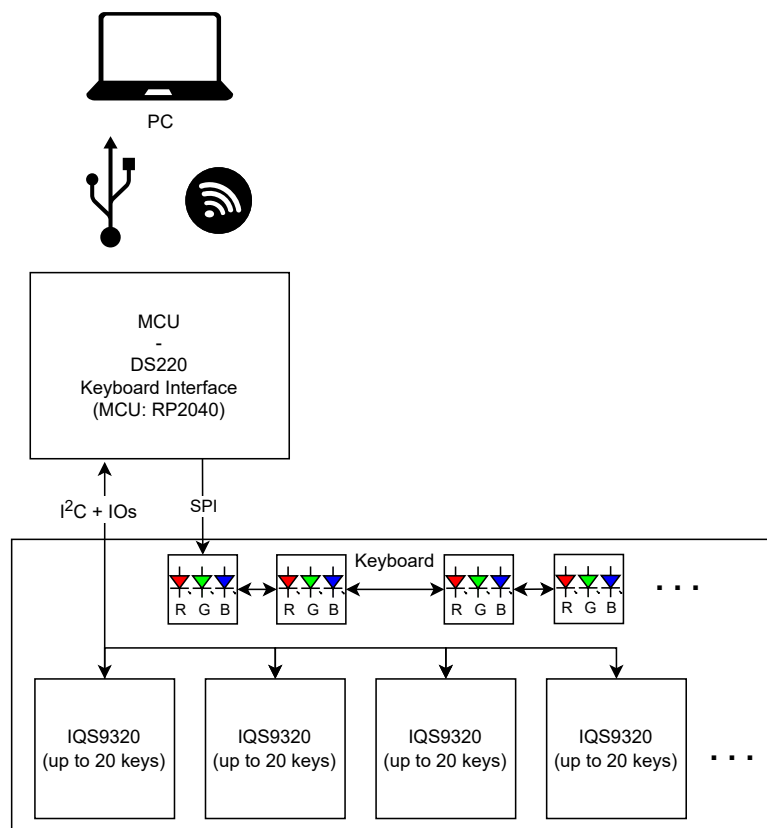 PC
MCU
-
DS220
Keyboard Interface
(MCU: RP2040)
I²C + IOs
SPI
Keyboard
R G B
R G B
R G B
R G B
. . .
IQS9320
(up to 20 keys)
IQS9320
(up to 20 keys)
IQS9320
(up to 20 keys)
IQS9320
(up to 20 keys)
. . .